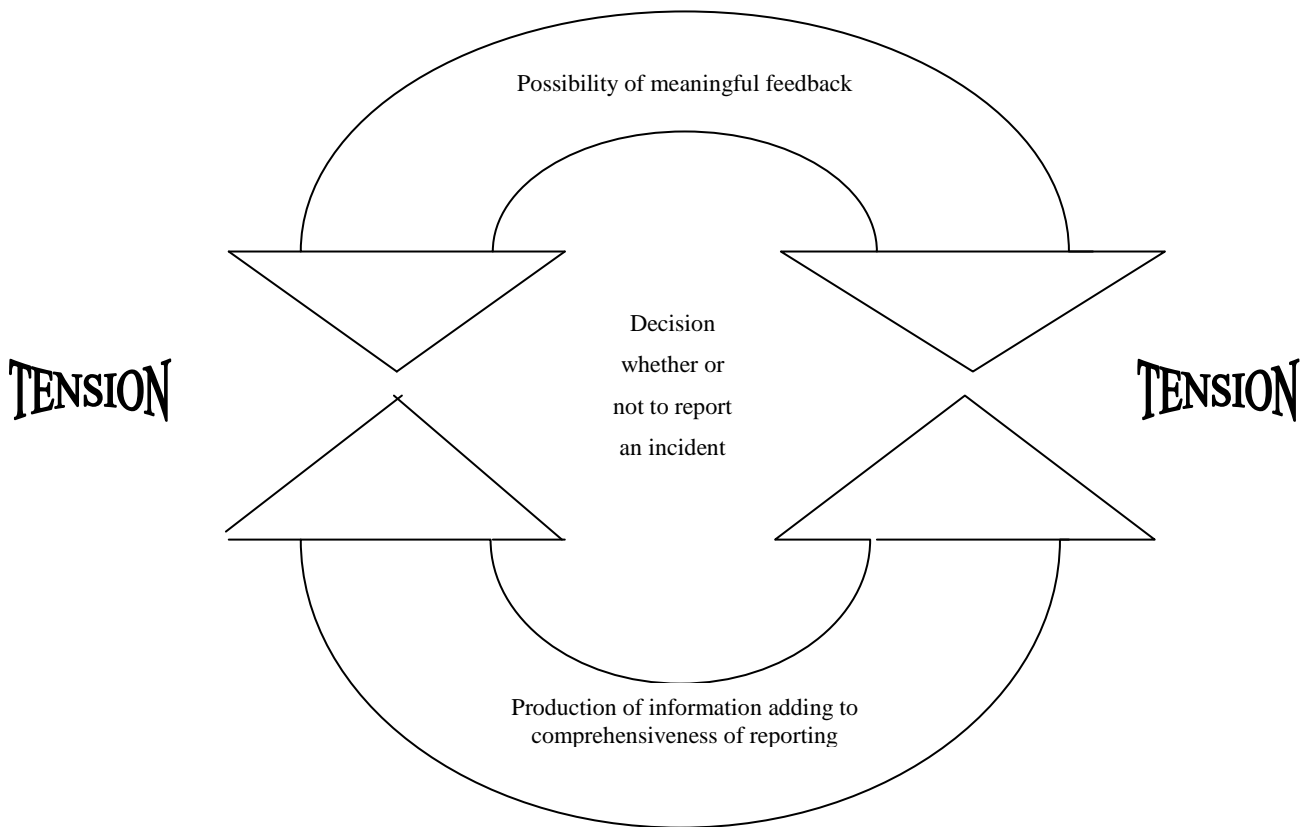 Possibility of meaningful feedback
Decision
whether or
not to report
an incident
TENSION
TENSION
Production of information adding to
comprehensiveness of reporting